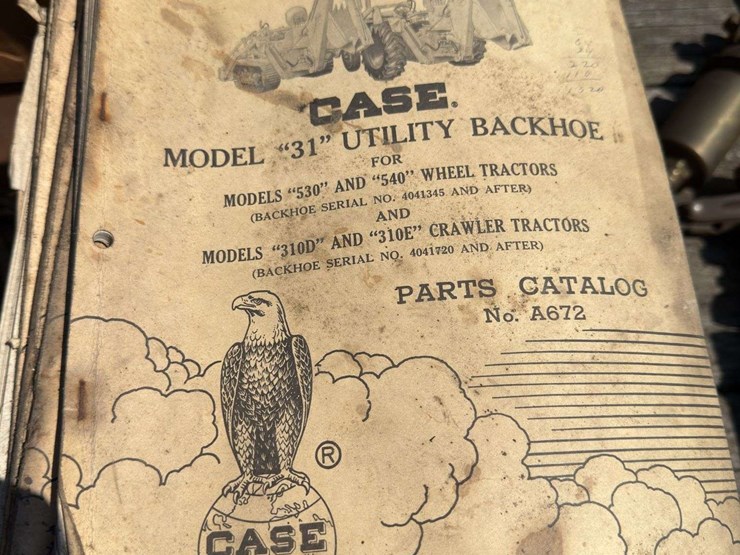 CASE.
MODEL "31" UTILITY BACKHOE
FOR
MODELS "530" AND "540" WHEEL TRACTORS
(BACKHOE SERIAL NO. 4041345 AND AFTER)
AND
MODELS "310D" AND "310E" CRAWLER TRACTORS
(BACKHOE SERIAL NO. 4041720 AND AFTER)
PARTS CATALOG
No. A672
®
CASE